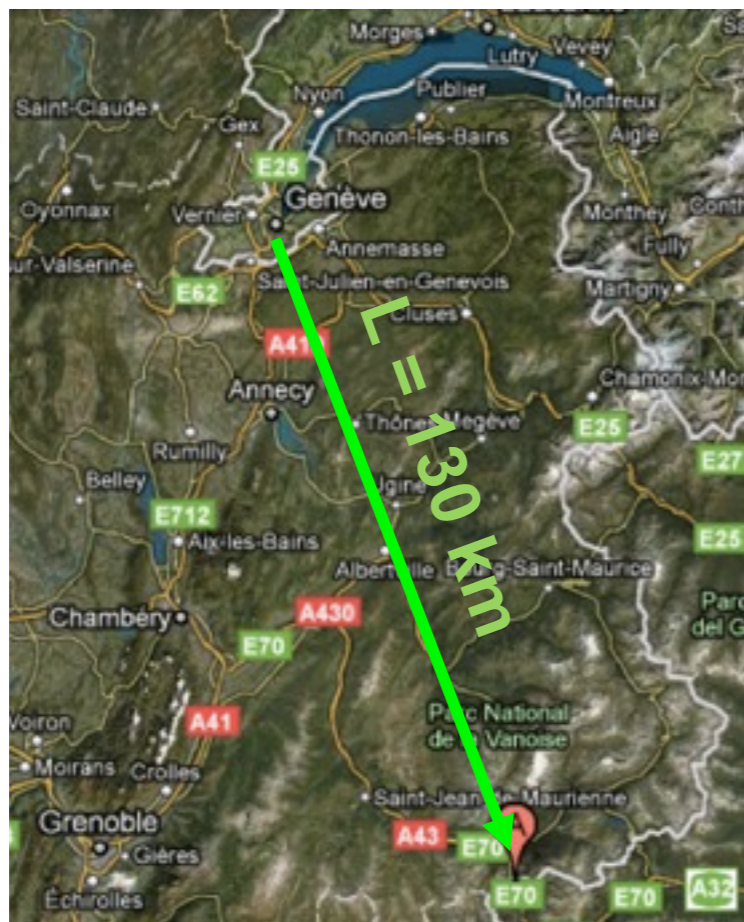 Morges
Lutry
Vevey
Nyon
Publier
Montreux
Saint-Claude
Gex
Thonon-les-Bains
Aigle
E25
Oyonnax
Vernier
Genève
Monthey
Annemasse
Fully
ur-Valserine
Saint-Julien-en-Genevois
E62
Martigny
Cluses
L = 130 km
Annecy
Chamonix-Mo
Thônes
Megève
E25
Rumilly
E27
Belley
Ugine
E712
E25
Aix-les-Bains
Albertville
Bourg-Saint-Maurice
Parc
del G
Chambéry
A430
E70
Voiron
A41
Parc National
de la Vanoise
Moirans
Crolles
Saint-Jean-de-Maurienne
Grenoble
Gières
A43
E70
A
Échirolles
E70
E70
A32